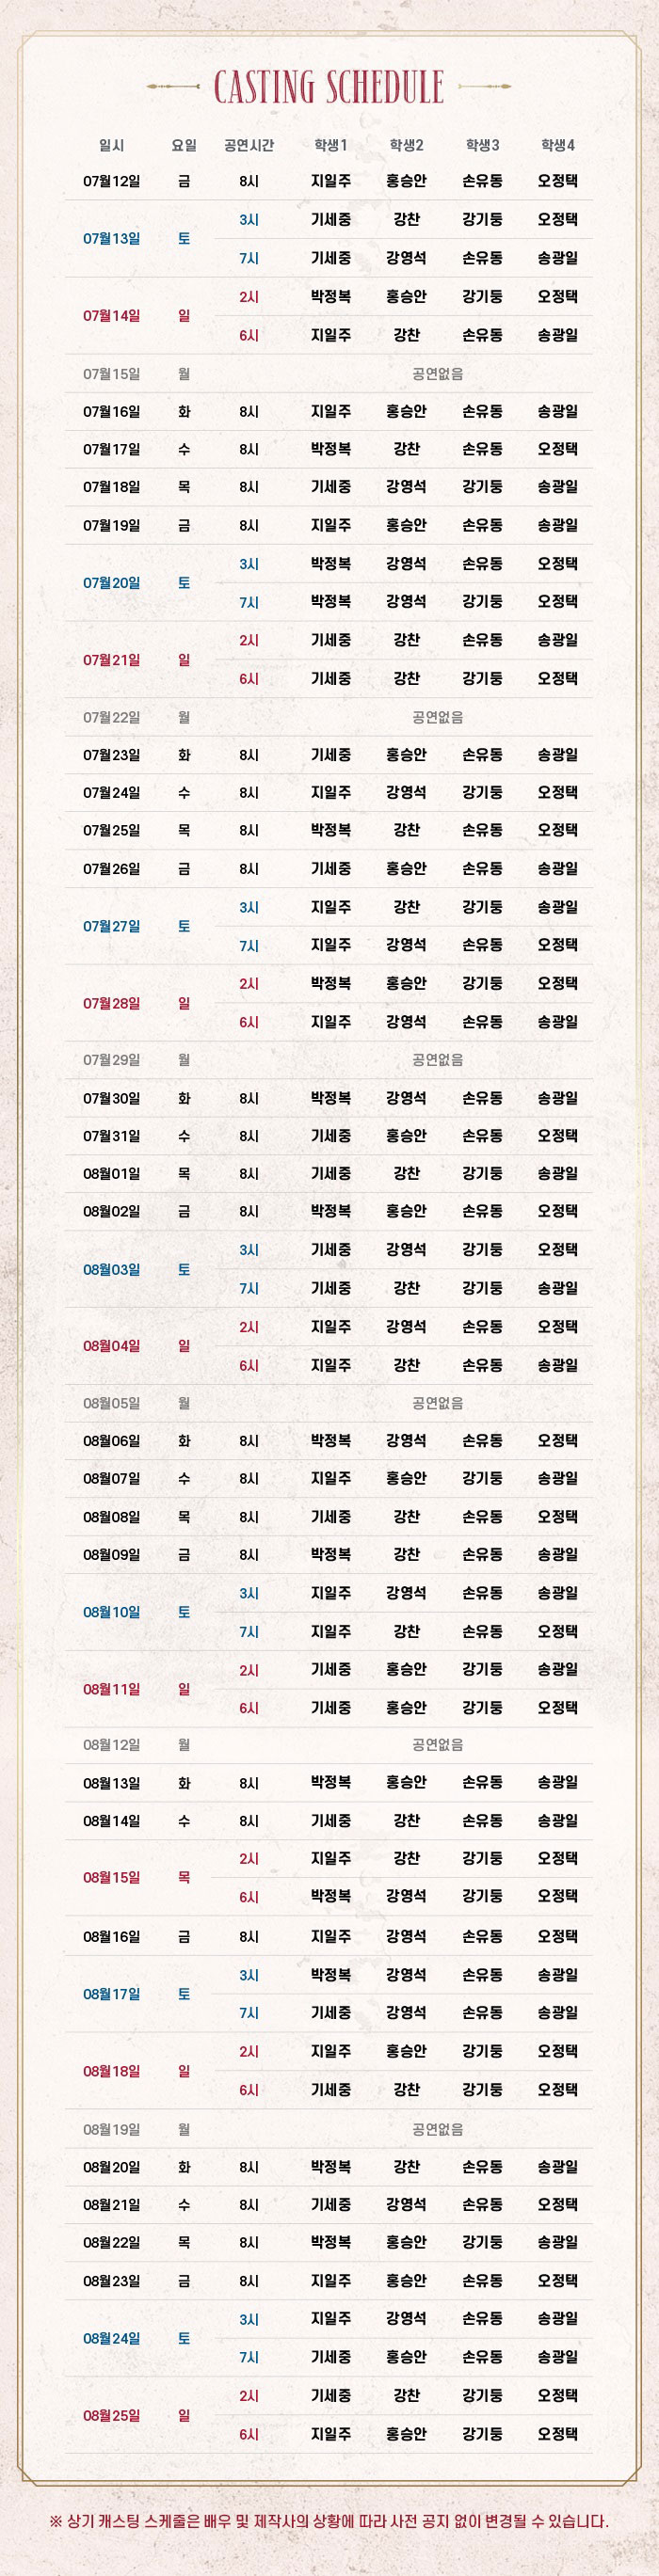 CASTING SCHEDULE
일시 요일 공연시간 학생1 학생2 학생3 학생4
07월12일 금 8시 지일주 홍승안 손유동 오정택
07월13일 토 3시 기세중 강찬 강기둥 오정택
7시 기세중 강영석 손유동 송광일
07월14일 일 2시 박정복 홍승안 강기둥 오정택
6시 지일주 강찬 손유동 송광일
07월15일 월 공연없음
07월16일 화 8시 지일주 홍승안 손유동 송광일
07월17일 수 8시 박정복 강찬 손유동 오정택
07월18일 목 8시 기세중 강영석 강기둥 송광일
07월19일 금 8시 지일주 홍승안 손유동 송광일
07월20일 토 3시 박정복 강영석 손유동 오정택
7시 박정복 강영석 강기둥 오정택
07월21일 일 2시 기세중 강찬 손유동 송광일
6시 기세중 강찬 강기둥 오정택
07월22일 월 공연없음
07월23일 화 8시 기세중 홍승안 손유동 송광일
07월24일 수 8시 지일주 강영석 강기둥 오정택
07월25일 목 8시 박정복 강찬 손유동 오정택
07월26일 금 8시 기세중 홍승안 손유동 송광일
07월27일 토 3시 지일주 강찬 강기둥 송광일
7시 지일주 강영석 손유동 오정택
07월28일 일 2시 박정복 홍승안 강기둥 오정택
6시 지일주 강영석 손유동 송광일
07월29일 월 공연없음
07월30일 화 8시 박정복 강영석 손유동 송광일
07월31일 수 8시 기세중 홍승안 손유동 오정택
08월01일 목 8시 기세중 강찬 강기둥 송광일
08월02일 금 8시 박정복 홍승안 손유동 오정택
08월03일 토 3시 기세중 강영석 강기둥 오정택
7시 기세중 강찬 강기둥 송광일
08월04일 일 2시 지일주 강영석 손유동 오정택
6시 지일주 강찬 손유동 송광일
08월05일 월 공연없음
08월06일 화 8시 박정복 강영석 손유동 오정택
08월07일 수 8시 지일주 홍승안 강기둥 송광일
08월08일 목 8시 기세중 강찬 손유동 오정택
08월09일 금 8시 박정복 강찬 손유동 송광일
08월10일 토 3시 지일주 강영석 손유동 송광일
7시 지일주 강찬 손유동 오정택
08월11일 일 2시 기세중 홍승안 강기둥 송광일
6시 기세중 홍승안 강기둥 오정택
08월12일 월 공연없음
08월13일 화 8시 박정복 홍승안 손유동 송광일
08월14일 수 8시 기세중 강찬 손유동 송광일
08월15일 목 2시 지일주 강찬 강기둥 오정택
6시 박정복 강영석 강기둥 오정택
08월16일 금 8시 지일주 강영석 손유동 오정택
08월17일 토 3시 박정복 강영석 손유동 송광일
7시 기세중 강영석 손유동 송광일
08월18일 일 2시 지일주 홍승안 강기둥 오정택
6시 기세중 강찬 강기둥 오정택
08월19일 월 공연없음
08월20일 화 8시 박정복 강찬 손유동 송광일
08월21일 수 8시 기세중 강영석 손유동 오정택
08월22일 목 8시 박정복 홍승안 강기둥 송광일
08월23일 금 8시 지일주 홍승안 손유동 오정택
08월24일 토 3시 지일주 강영석 손유동 송광일
7시 기세중 홍승안 손유동 송광일
08월25일 일 2시 기세중 강찬 강기둥 오정택
6시 지일주 홍승안 강기둥 오정택
※ 상기 캐스팅 스케줄은 배우 및 제작사의 상황에 따라 사전 공지 없이 변경될 수 있습니다.